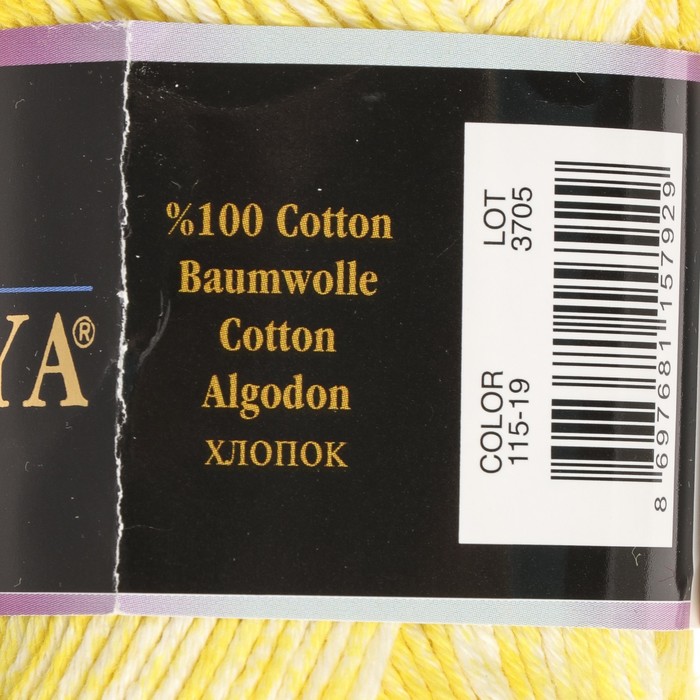 YA®
%100 Cotton
Baumwolle
Cotton
Algodon
хлопок
LOT
3705
COLOR
115-19
8 697681 157929